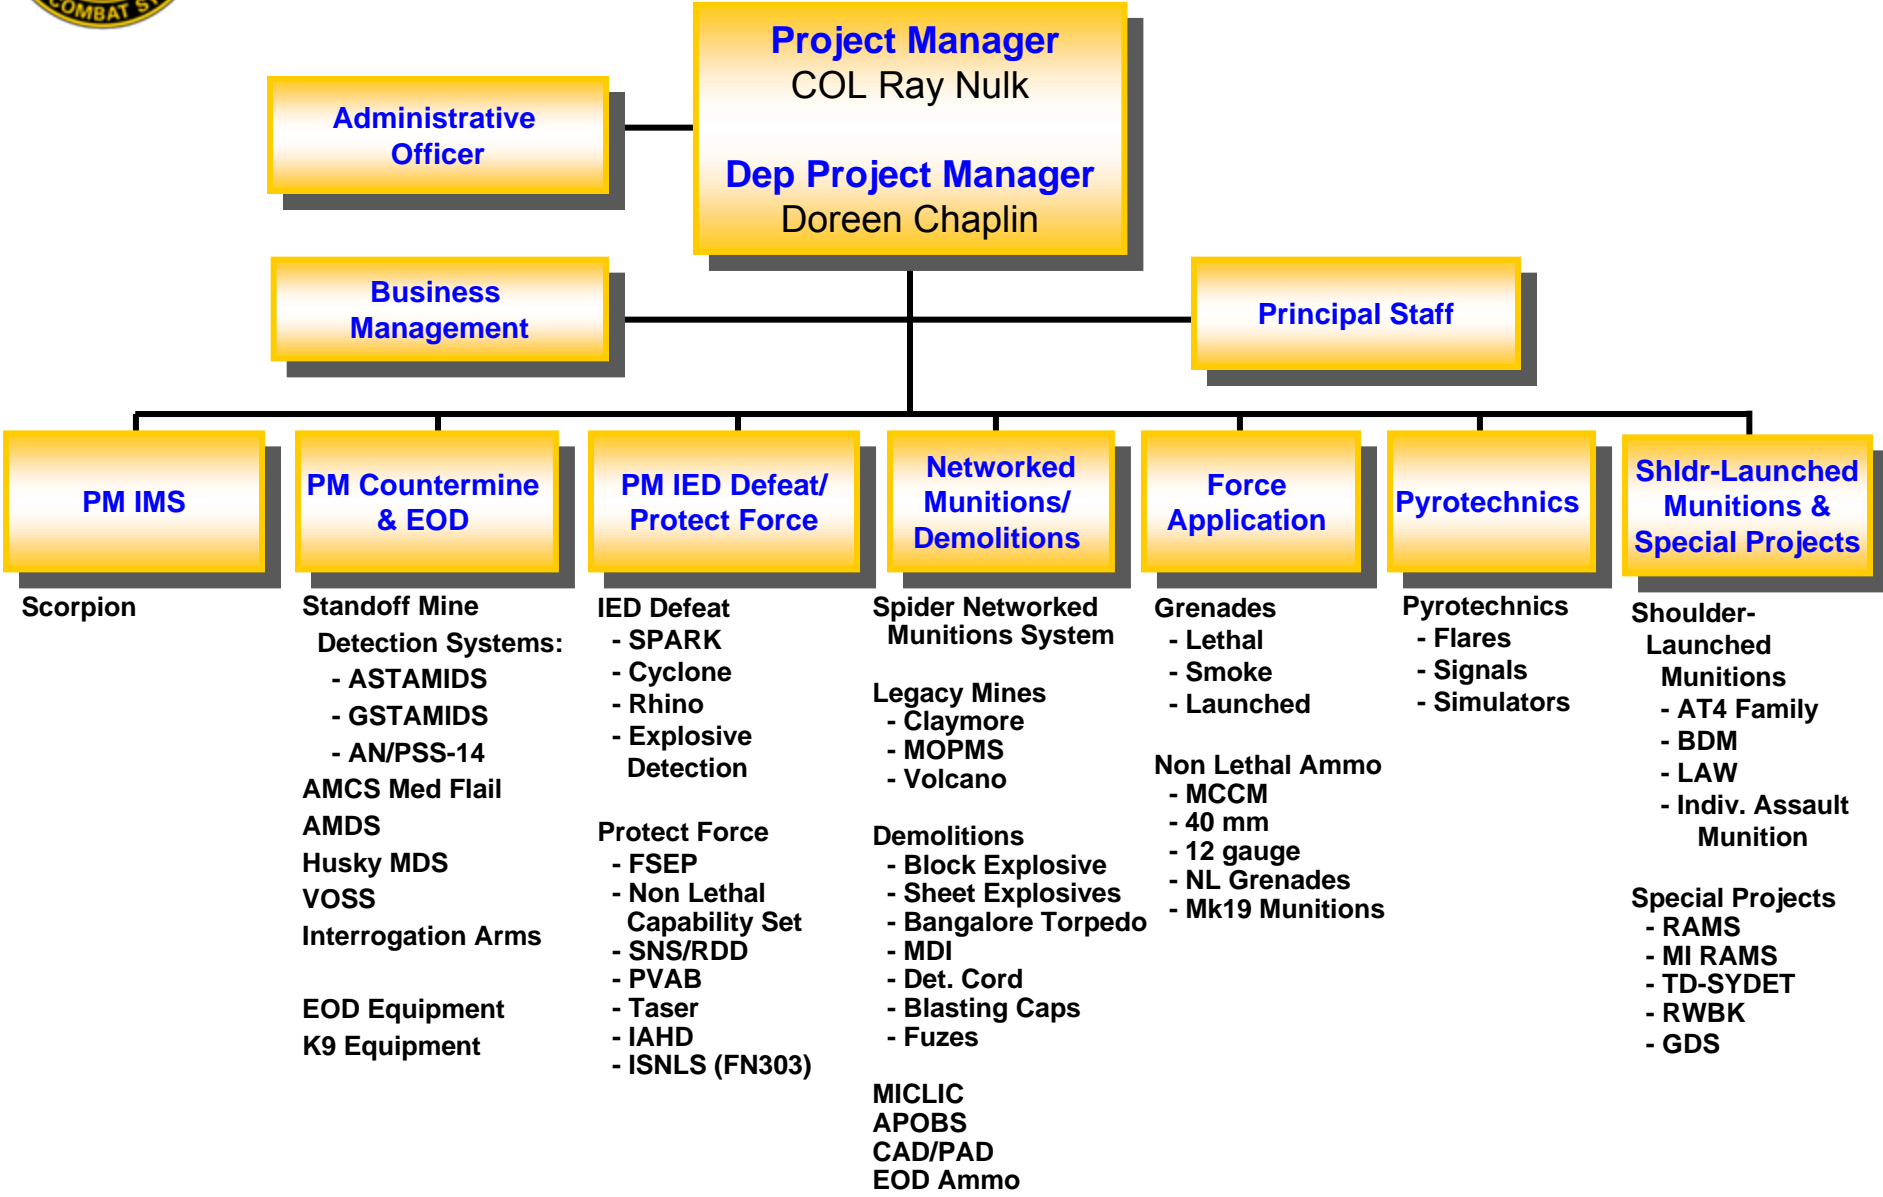 COMBAT
Project Manager
COL Ray Nulk
Dep Project Manager
Doreen Chaplin
Administrative
Officer
Business
Management
Principal Staff
PM IMS
Scorpion
PM Countermine
& EOD
Standoff Mine
Detection Systems:
- ASTAMIDS
- GSTAMIDS
- AN/PSS-14
AMCS Med Flail
AMDS
Husky MDS
VOSS
Interrogation Arms
EOD Equipment
K9 Equipment
PM IED Defeat/
Protect Force
IED Defeat
- SPARK
- Cyclone
- Rhino
- Explosive
Detection
Protect Force
- FSEP
- Non Lethal
Capability Set
- SNS/RDD
- PVAB
- Taser
- IAHD
- ISNLS (FN303)
Networked
Munitions/
Demolitions
Spider Networked
Munitions System
Legacy Mines
- Claymore
- MOPMS
- Volcano
Demolitions
- Block Explosive
- Sheet Explosives
- Bangalore Torpedo
- MDI
- Det. Cord
- Blasting Caps
- Fuzes
MICLIC
APOBS
CAD/PAD
EOD Ammo
Force
Application
Grenades
- Lethal
- Smoke
- Launched
Non Lethal Ammo
- MCCM
- 40 mm
- 12 gauge
- NL Grenades
- Mk19 Munitions
Pyrotechnics
Pyrotechnics
- Flares
- Signals
- Simulators
Shldr-Launched
Munitions &
Special Projects
Shoulder-
Launched
Munitions
- AT4 Family
- BDM
- LAW
- Indiv. Assault
Munition
Special Projects
- RAMS
- MI RAMS
- TD-SYDET
- RWBK
- GDS